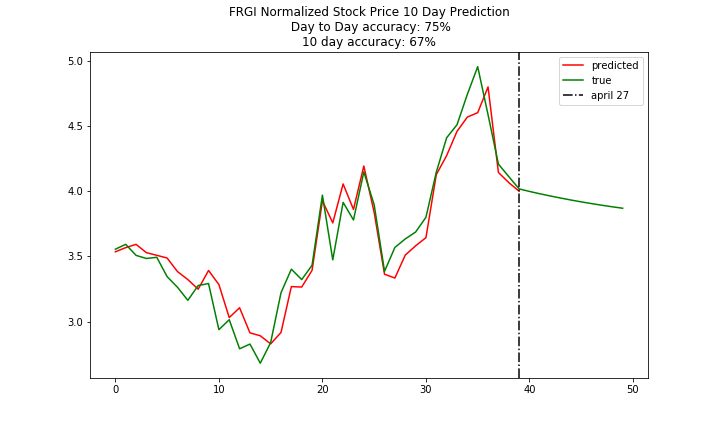 FRGI Normalized Stock Price 10 Day Prediction
Day to Day accuracy: 75%
10 day accuracy: 67%
predicted
true
april 27
5.0
4.5
4.0
3.5
3.0
0 10 20 30 40 50